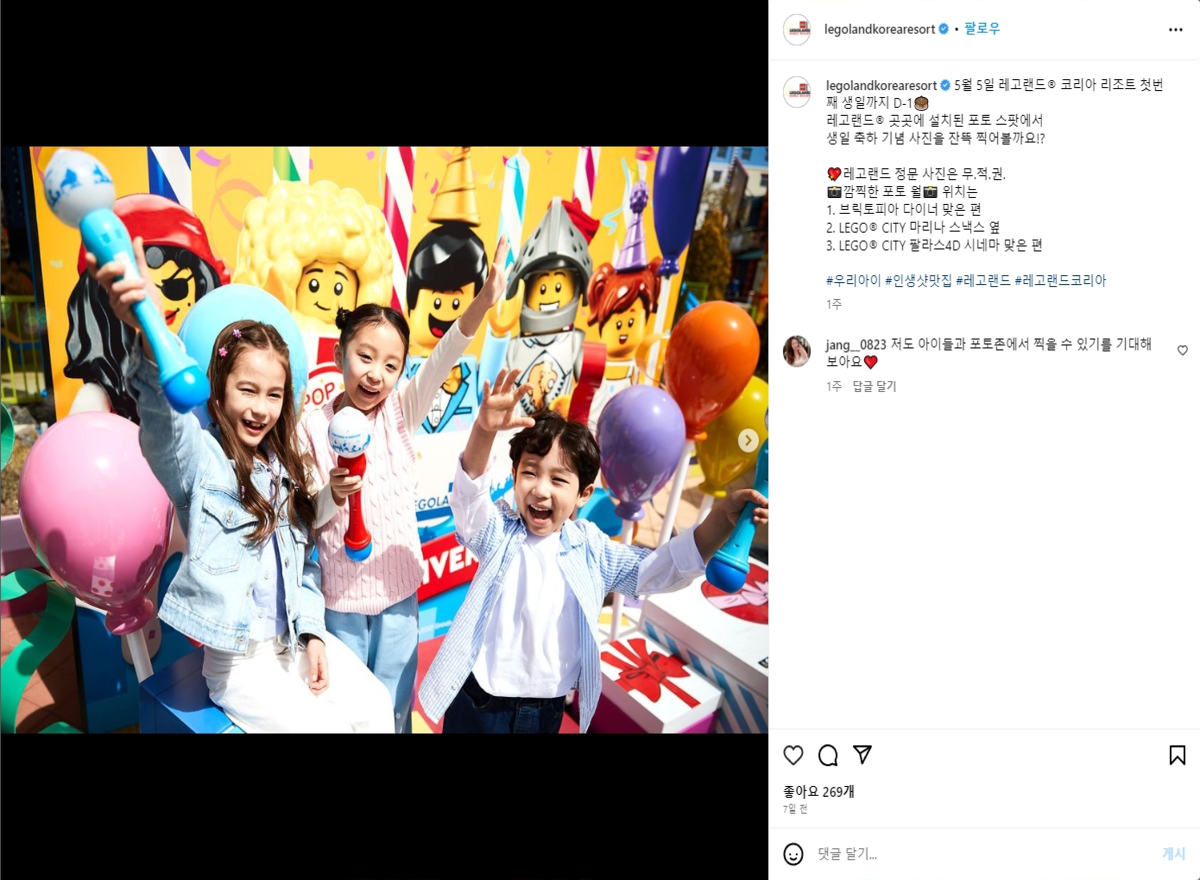 legolandkorearesort • 팔로우
legolandkorearesort 5월 5일 레고랜드® 코리아 리조트 첫번
째 생일까지 D-1🎂
레고랜드® 곳곳에 설치된 포토 스팟에서
생일 축하 기념 사진을 잔뜩 찍어볼까요!?
💖레고랜드 정문 사진은 무.적.권.
📸깜찍한 포토 월📸 위치는
1. 브릭토피아 다이너 맞은 편
2. LEGO® CITY 마리나 스낵스 옆
3. LEGO® CITY 팔라스4D 시네마 맞은 편
#우리아이 #인생샷맛집 #레고랜드 #레고랜드코리아
1주
jang__0823 저도 아이들과 포토존에서 찍을 수 있기를 기대해
보아요❤️
1주 답글 달기
POP
좋아요 269개
7일 전
댓글 달기...
게시